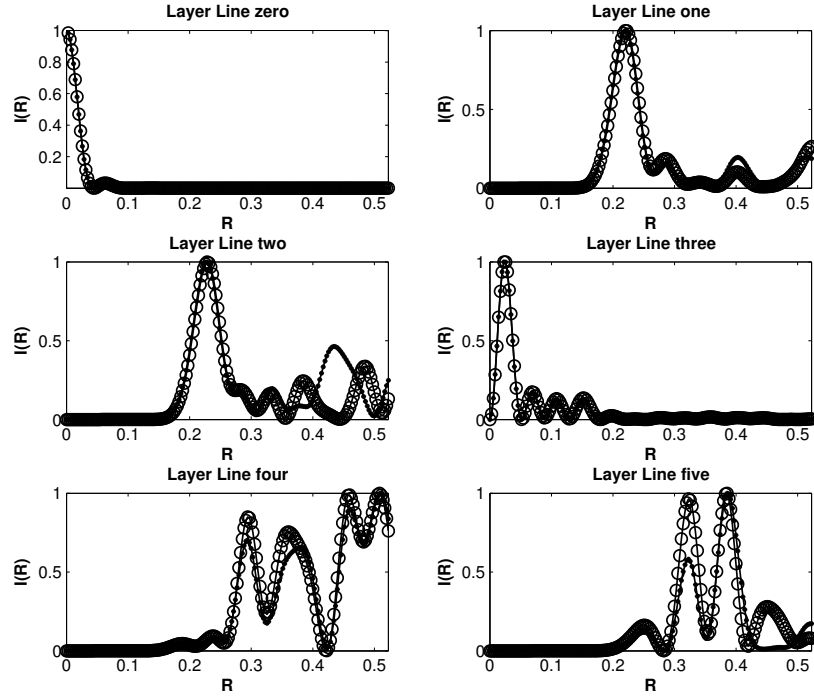 Layer Line zero
1
0.8
0.6
0.4
0.2
I(R)
0 0.1 0.2 0.3 0.4 0.5
R
Layer Line one
1
0.5
0
I(R)
0 0.1 0.2 0.3 0.4 0.5
R
Layer Line two
1
0.5
0
I(R)
0 0.1 0.2 0.3 0.4 0.5
R
Layer Line three
1
0.5
0
I(R)
0 0.1 0.2 0.3 0.4 0.5
R
Layer Line four
1
0.5
0
I(R)
0 0.1 0.2 0.3 0.4 0.5
R
Layer Line five
1
0.5
0
I(R)
0 0.1 0.2 0.3 0.4 0.5
R